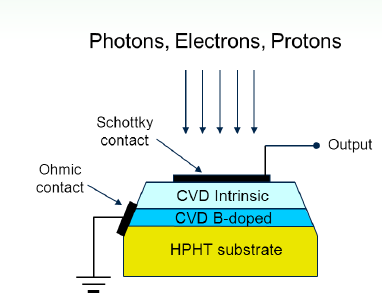 Photons, Electrons, Protons
Schottky
contact
Output
Ohmic
contact
CVD Intrinsic
CVD B-doped
HPHT substrate